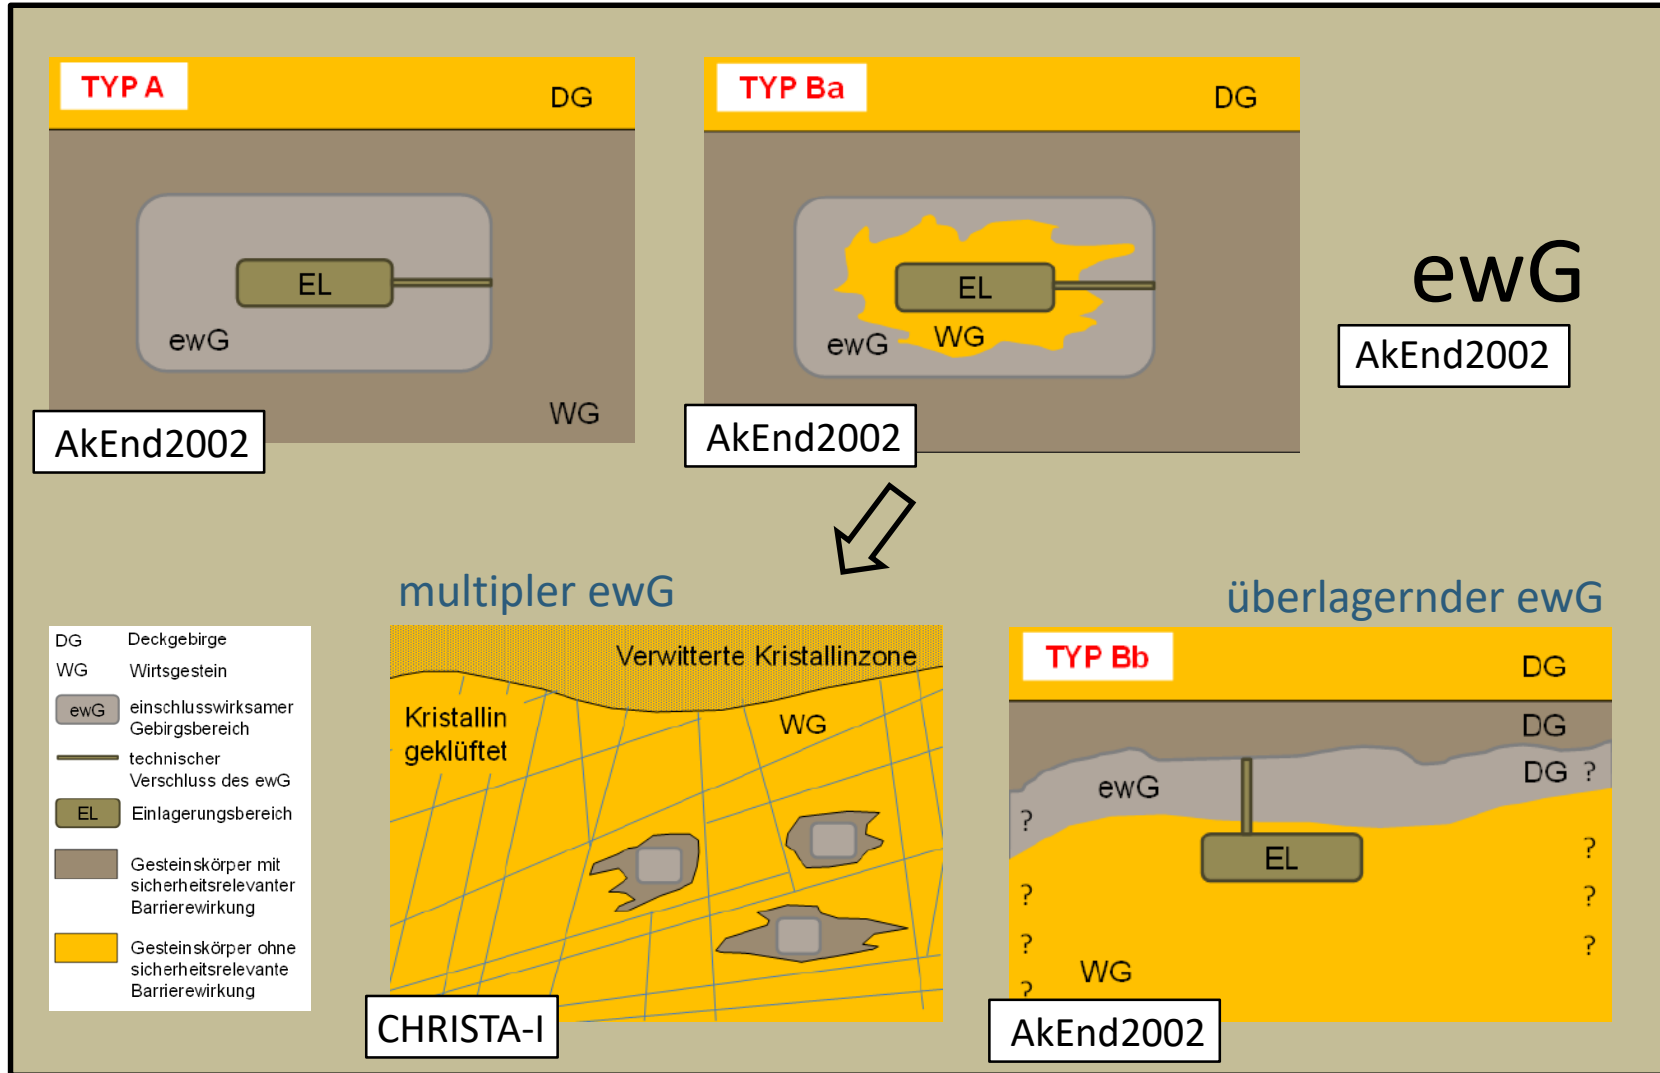 TYP A
DG
EL
ewG
WG
AkEnd2002
TYP Ba
DG
EL
ewG
WG
AkEnd2002
ewG
AkEnd2002
multipler ewG
überlagernder ewG
DG Deckgebirge
WG Wirtsgestein
ewG einschlusswirksamer
Gebirgsbereich
technischer
Verschluss des ewG
EL Einlagerungsbereich
Gesteinskörper mit
sicherheitsrelevanter
Barrierewirkung
Gesteinskörper ohne
sicherheitsrelevante
Barrierewirkung
Verwitterte Kristallinzone
Kristallin
geklüftet
WG
CHRISTA-I
TYP Bb
DG
DG
DG ?
ewG
?
EL
?
?
?
?
?
WG
?
AkEnd2002